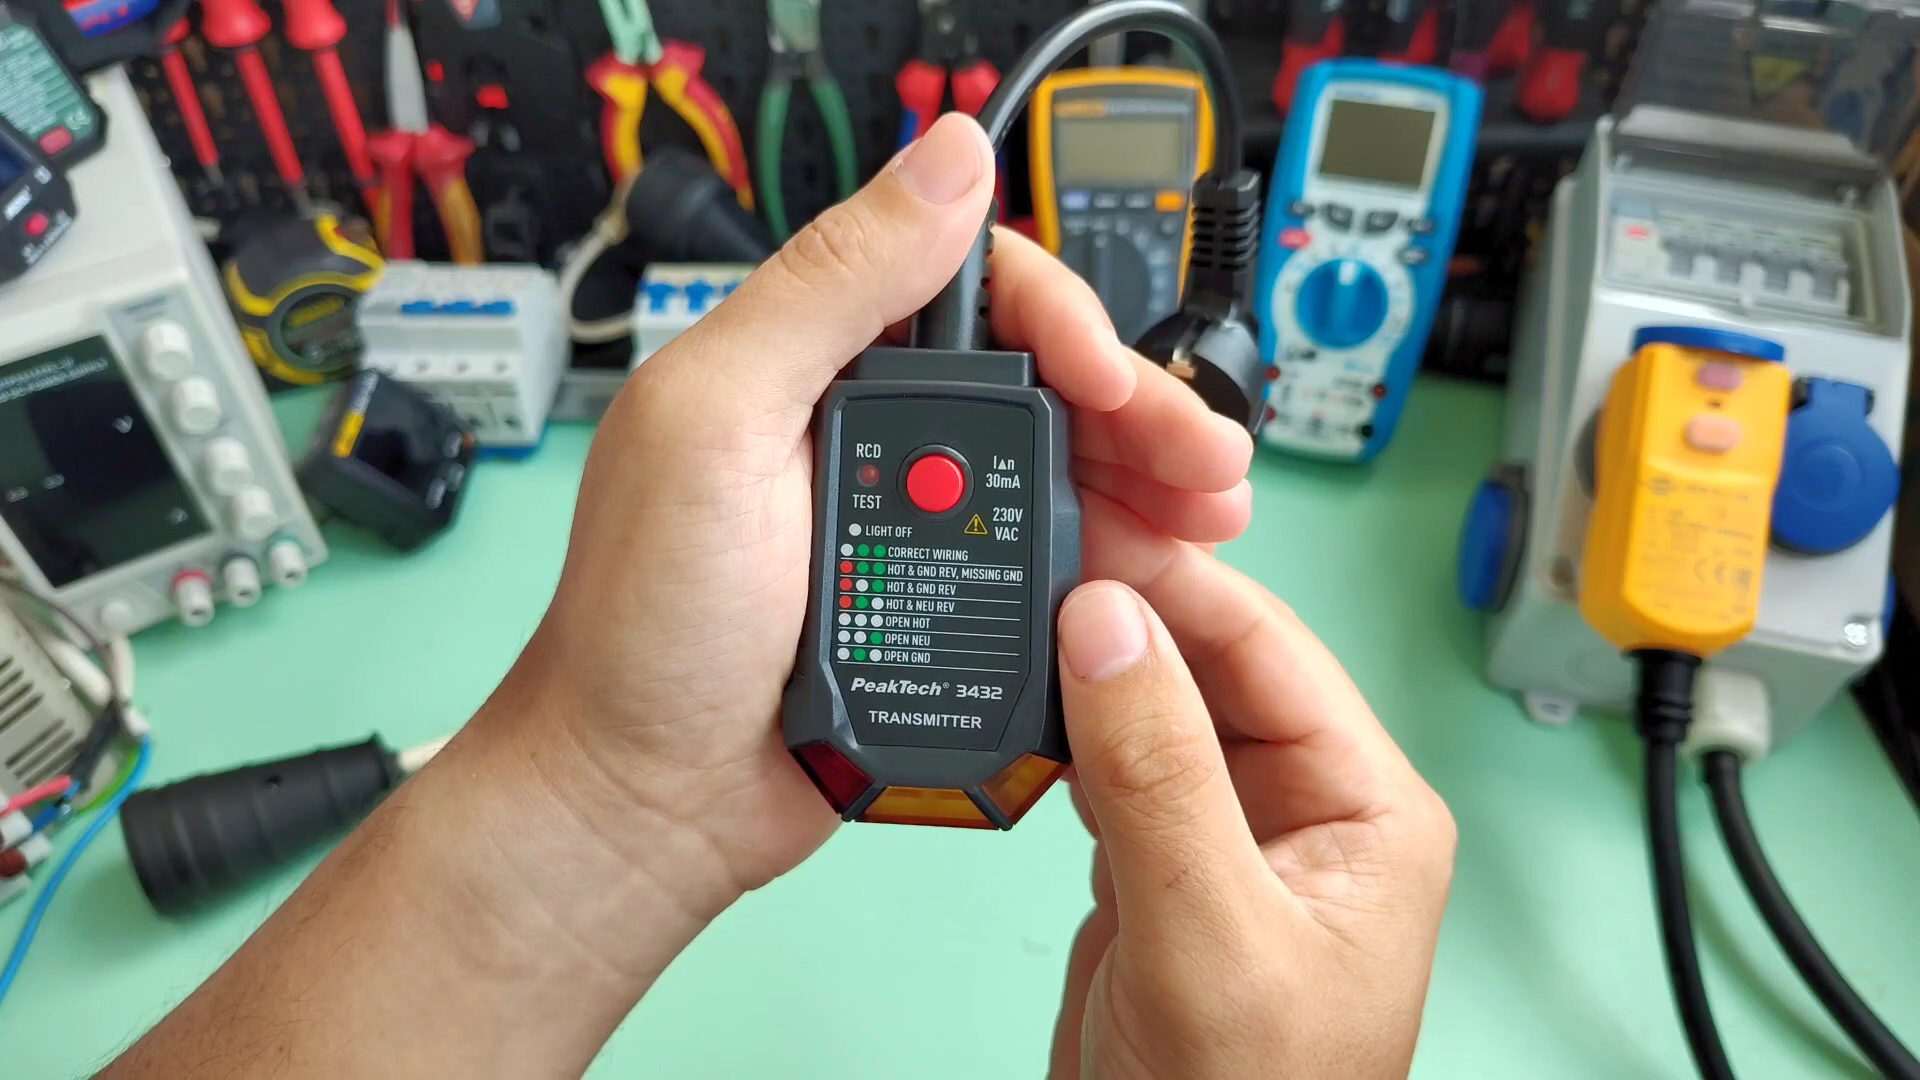 RCD
TEST
I▲n
30mA
230V
VAC
LIGHT OFF
CORRECT WIRING
HOT & GND REV, MISSING GND
HOT & GND REV
HOT & NEU REV
OPEN HOT
OPEN NEU
OPEN GND
PeakTech® 3432
TRANSMITTER